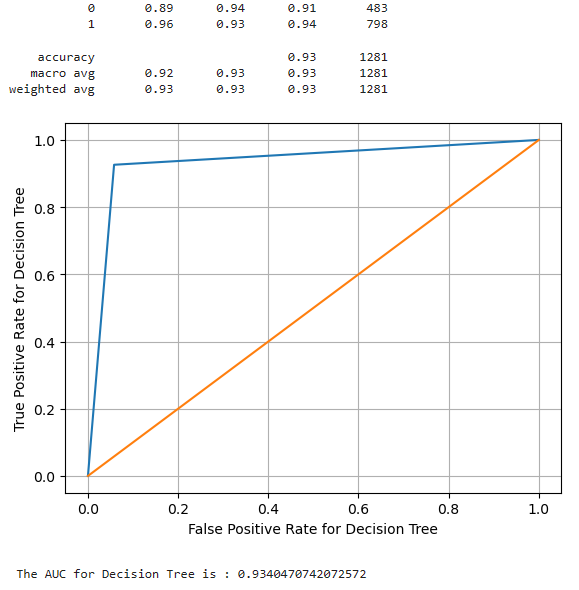 0 0.89 0.94 0.91 483
1 0.96 0.93 0.94 798
accuracy 0.93 1281
macro avg 0.92 0.93 0.93 1281
weighted avg 0.93 0.93 0.93 1281
1.0
0.8
0.6
0.4
0.2
0.0
True Positive Rate for Decision Tree
0.0 0.2 0.4 0.6 0.8 1.0
False Positive Rate for Decision Tree
The AUC for Decision Tree is : 0.9340470742072572